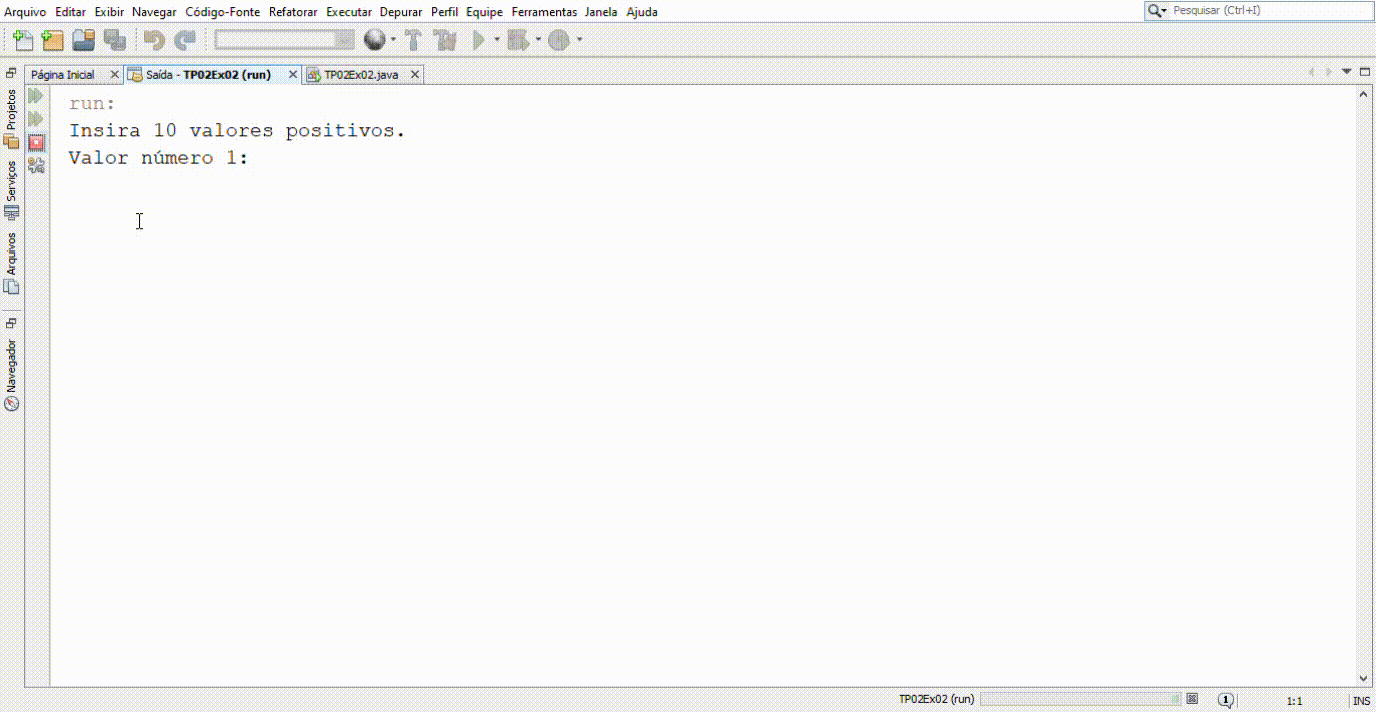 Arquivo Editar Exibir Navegar Código-Fonte Refatorar Executar Depurar Perfil Equipe Ferramentas Janela Ajuda
Pesquisar (Ctrl+I)
Página Inicial
Saída - TP02Ex02 (run)
TP02Ex02.java
Projetos
Serviços
Arquivos
Navegador
run:
Insira 10 valores positivos.
Valor número 1:
TP02Ex02 (run)
1
1:1
INS